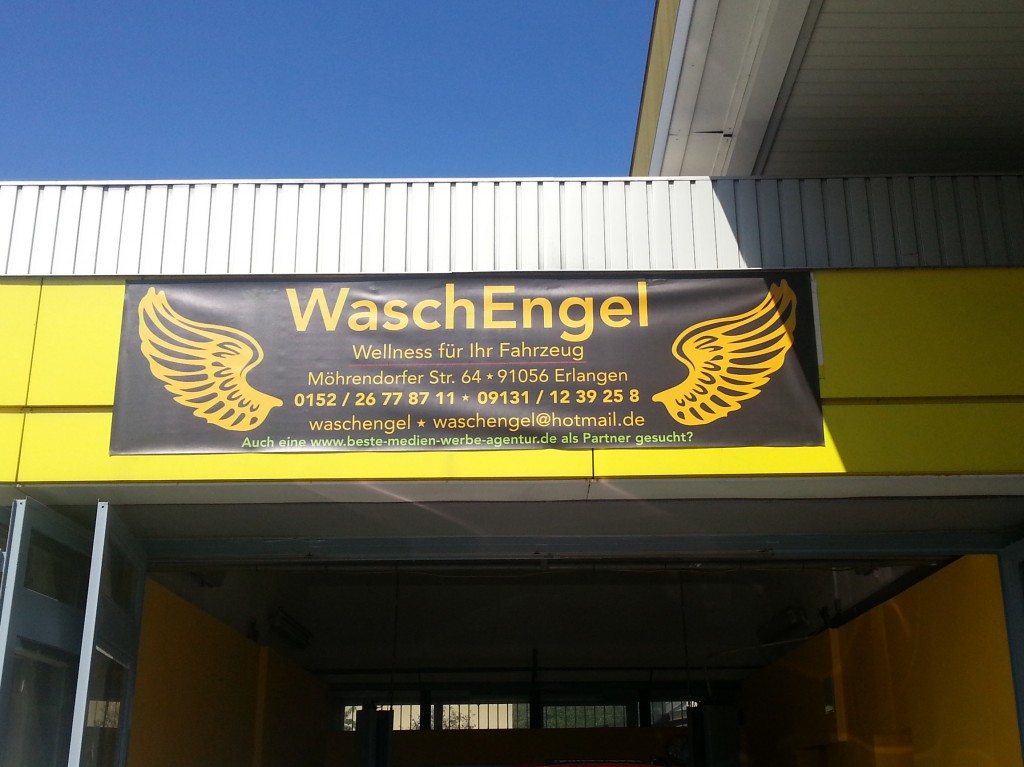 WaschEngel
Wellness für Ihr Fahrzeug
Möhrendorfer Str. 64 ★ 91056 Erlangen
0152 / 26 77 87 11 ★ 09131 / 12 39 25 8
waschengel ★ waschengel@hotmail.de
Auch eine www.beste-medien-werbe-agentur.de als Partner gesucht?